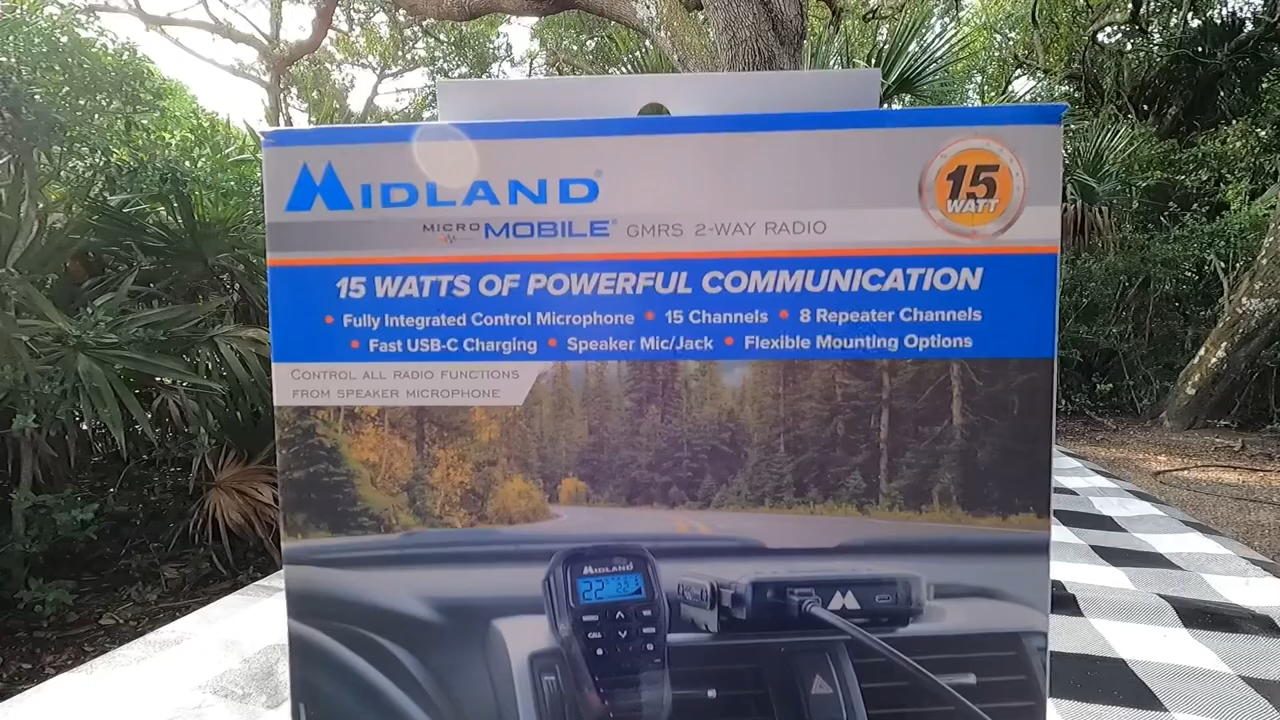 MIDLAND®
15 WATT
MICRO MOBILE® GMRS 2-WAY RADIO
15 WATTS OF POWERFUL COMMUNICATION
• Fully Integrated Control Microphone • 15 Channels • 8 Repeater Channels
• Fast USB-C Charging • Speaker Mic/Jack • Flexible Mounting Options
CONTROL ALL RADIO FUNCTIONS
FROM SPEAKER MICROPHONE
MIDLAND
22
CALL